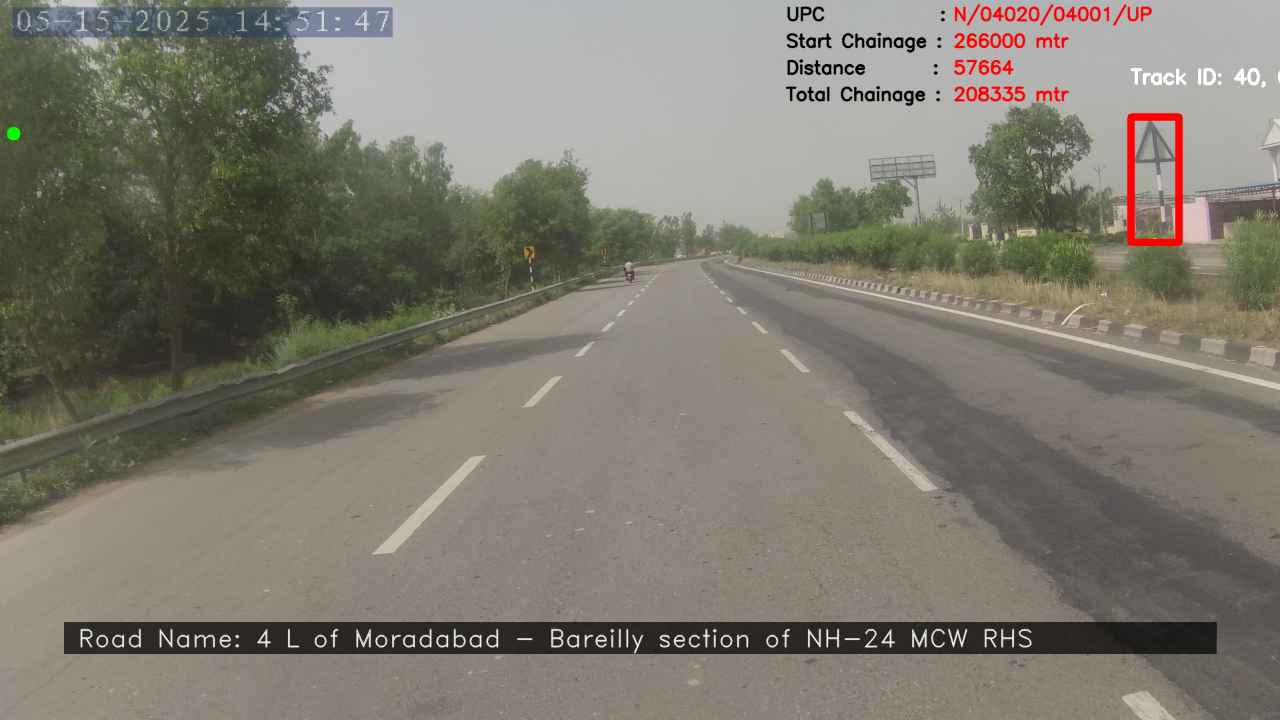 05-15-2025 14:51:47
UPC : N/04020/04001/UP
Start Chainage : 266000 mtr
Distance : 57664
Total Chainage : 208335 mtr
Track ID: 40,
Road Name: 4 L of Moradabad - Bareilly section of NH-24 MCW RHS